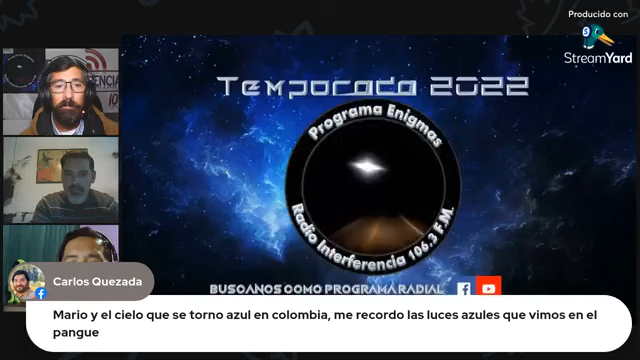 Producido con
StreamYard
Temporada 2022
Programa Enigmas
Radio Interferencia 106.3 F.M.
BUSCANOS COMO PROGRAMA RADIAL
Carlos Quezada
Mario y el cielo que se torno azul en colombia, me recordo las luces azules que vimos en el
pangue